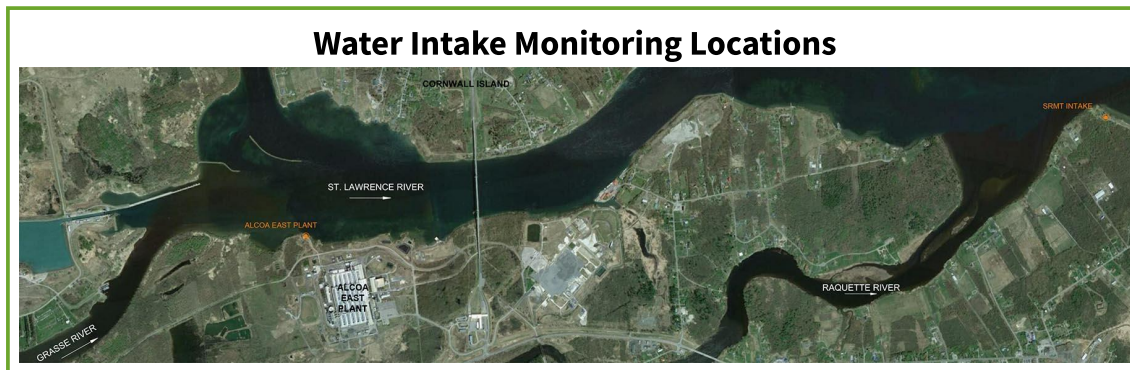 Water Intake Monitoring Locations
CORNWALL ISLAND
SRMT INTAKE
ST. LAWRENCE RIVER
ALCOA EAST PLANT
ALCOA
EAST
PLANT
RAQUETTE RIVER
GRASSE RIVER